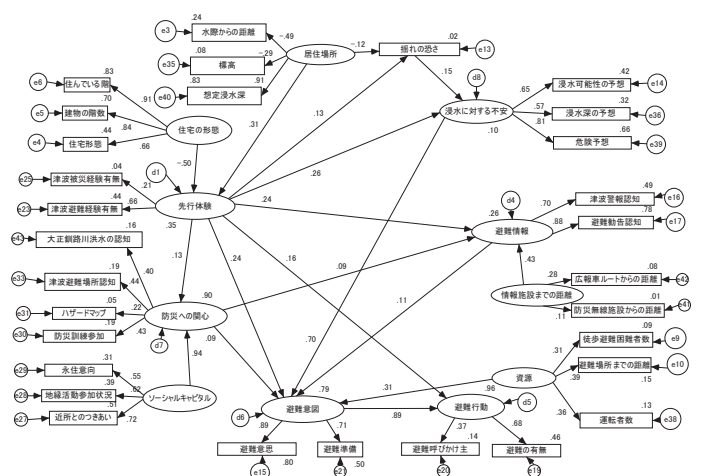 .24
e3
水際からの距離
-.49
居住場所
-.12
揺れの恐さ
.02
e13
.08
e35
標高
-.29
.83
e40
想定浸水深
.91
.15
d8
.42
浸水可能性の予想
e14
.65
浸水に対する不安
.57
.32
浸水深の予想
e36
.81
.10
.66
危険予想
e39
.83
e6
住んでいる階
.70
.91
e5
建物の階数
.84
.44
e4
住宅形態
.66
住宅の形態
.31
.13
-.50
.26
.04
d1
e25
津波被災経験有無
.21
.44
.66
e23
津波避難経験有無
先行体験
.35
.24
d4
.49
津波警報認知
e16
.70
.26
避難情報
.88
.78
避難勧告認知
e17
.16
e43
大正釧路川洪水の認知
.40
.13
.24
.16
.09
.43
.19
e33
津波避難場所認知
.44
.05
e31
ハザードマップ
.22
.90
防災への関心
.19
e30
防災訓練参加
.43
d7
.09
.11
.70
.28
.08
広報車ルートからの距離
e42
情報施設までの距離
.01
.11
防災無線施設からの距離
e41
.94
.31
e29
永住意向
.55
.39
e28
地縁活動参加状況
.62
.51
e27
近所とのつきあい
.72
ソーシャルキャピタル
.09
徒歩避難困難者数
e9
.31
避難場所までの距離
e10
.39
.15
資源
.36
.13
運転者数
e38
.31
.79
避難意図
d6
.89
.96
避難行動
d5
.89
.71
避難意思
.80
e15
避難準備
.50
e21
.37
.14
避難呼びかけ主
e20
.68
.46
避難の有無
e19